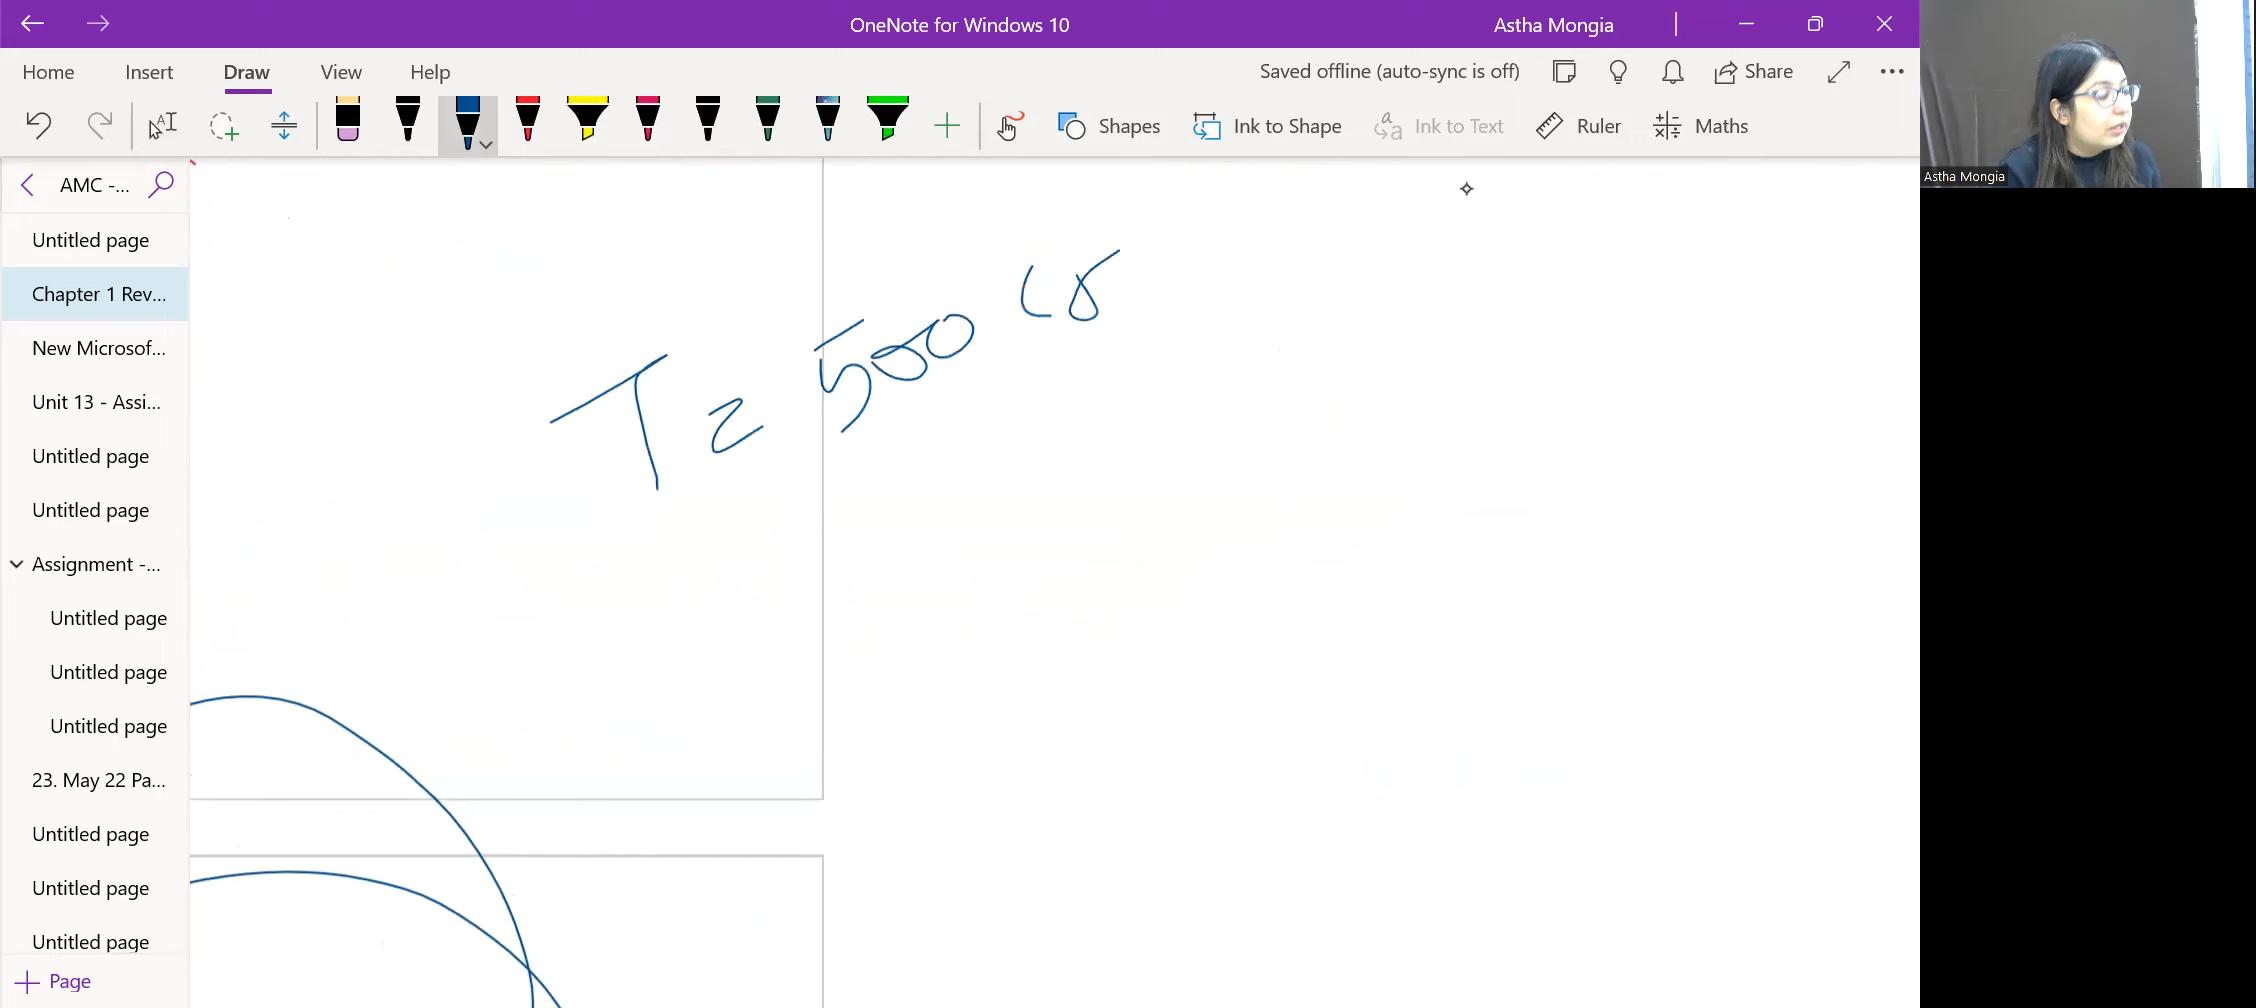 OneNote for Windows 10
Astha Mongia
Home Insert Draw View Help
Saved offline (auto-sync is off)
Share
Shapes
Ink to Shape
Ink to Text
Ruler
Maths
Astha Mongia
AMC -...
Untitled page
Chapter 1 Rev...
New Microsof...
Unit 13 - Assi...
Untitled page
Untitled page
Assignment -...
Untitled page
Untitled page
Untitled page
23. May 22 Pa...
Untitled page
Untitled page
Untitled page
Page
T = 500 Cr